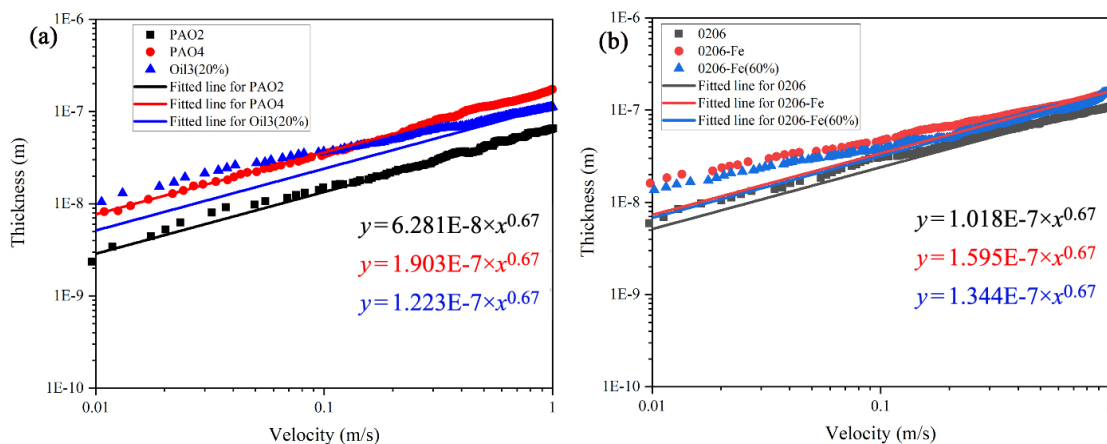 (a)
PAO2
PAO4
Oil3(20%)
Fitted line for PAO2
Fitted line for PAO4
Fitted line for Oil3(20%)
1E-6
1E-7
1E-8
1E-9
1E-10
Thickness (m)
y=6.281E-8×x^0.67
y=1.903E-7×x^0.67
y=1.223E-7×x^0.67
0.01
0.1
1
Velocity (m/s)
(b)
0206
0206-Fe
0206-Fe(60%)
Fitted line for 0206
Fitted line for 0206-Fe
Fitted line for 0206-Fe(60%)
1E-6
1E-7
1E-8
1E-9
1E-10
Thickness (m)
y=1.018E-7×x^0.67
y=1.595E-7×x^0.67
y=1.344E-7×x^0.67
0.01
0.1
Velocity (m/s)